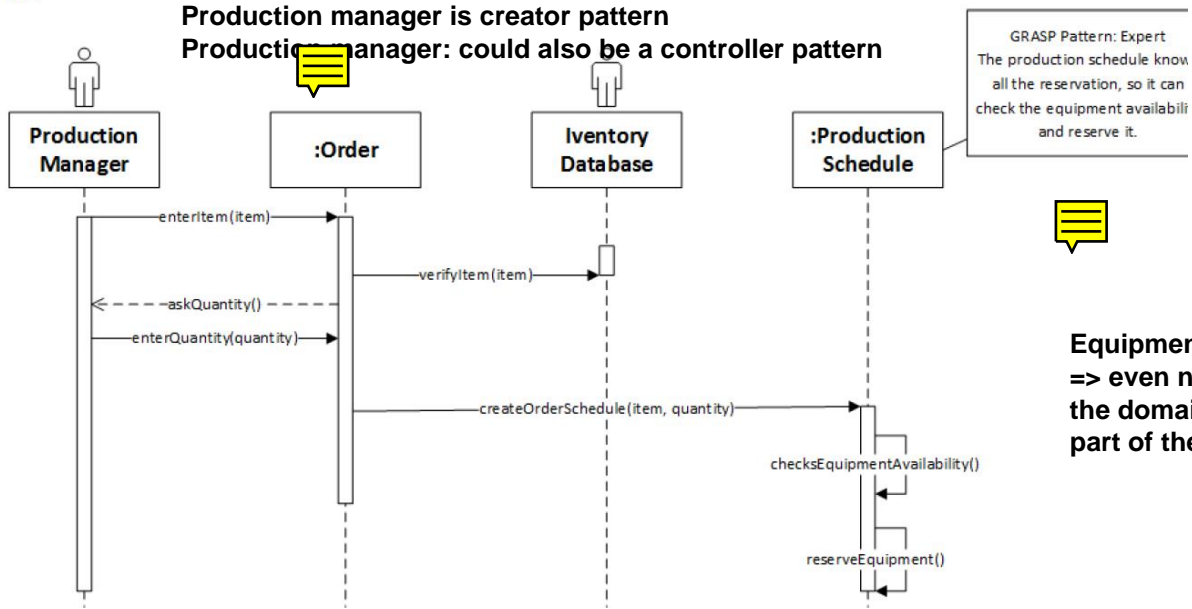 Production manager is creator pattern
Production manager: could also be a controller pattern
GRASP Pattern: Expert
The production schedule know
all the reservation, so it can
check the equipment availabili
and reserve it.
Production
Manager
:Order
Iventory
Database
:Production
Schedule
enterItem(item)
verifyItem(item)
askQuantity()
enterQuantity(quantity)
Equipmen
=> even n
the domai
part of the
createOrderSchedule(item, quantity)
checksEquipmentAvailability()
reserveEquipment()